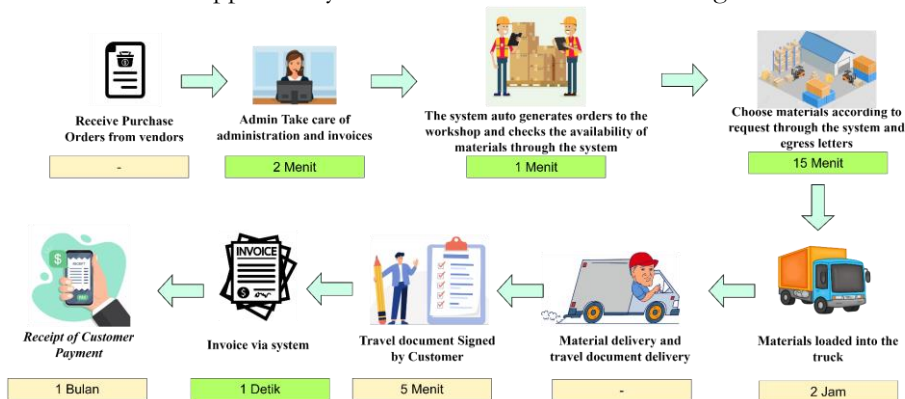 Receive Purchase
Orders from vendors
-
Admin Take care of
administration and invoices
2 Menit
The system auto generates orders to the
workshop and checks the availability of
materials through the system
1 Menit
Choose materials according to
request through the system and
egress letters
15 Menit
Materials loaded into the
truck
2 Jam
Material delivery and
travel document delivery
-
Travel document Signed
by Customer
5 Menit
INVOICE
Invoice via system
1 Detik
RECEIPT
Receipt of Customer
Payment
1 Bulan